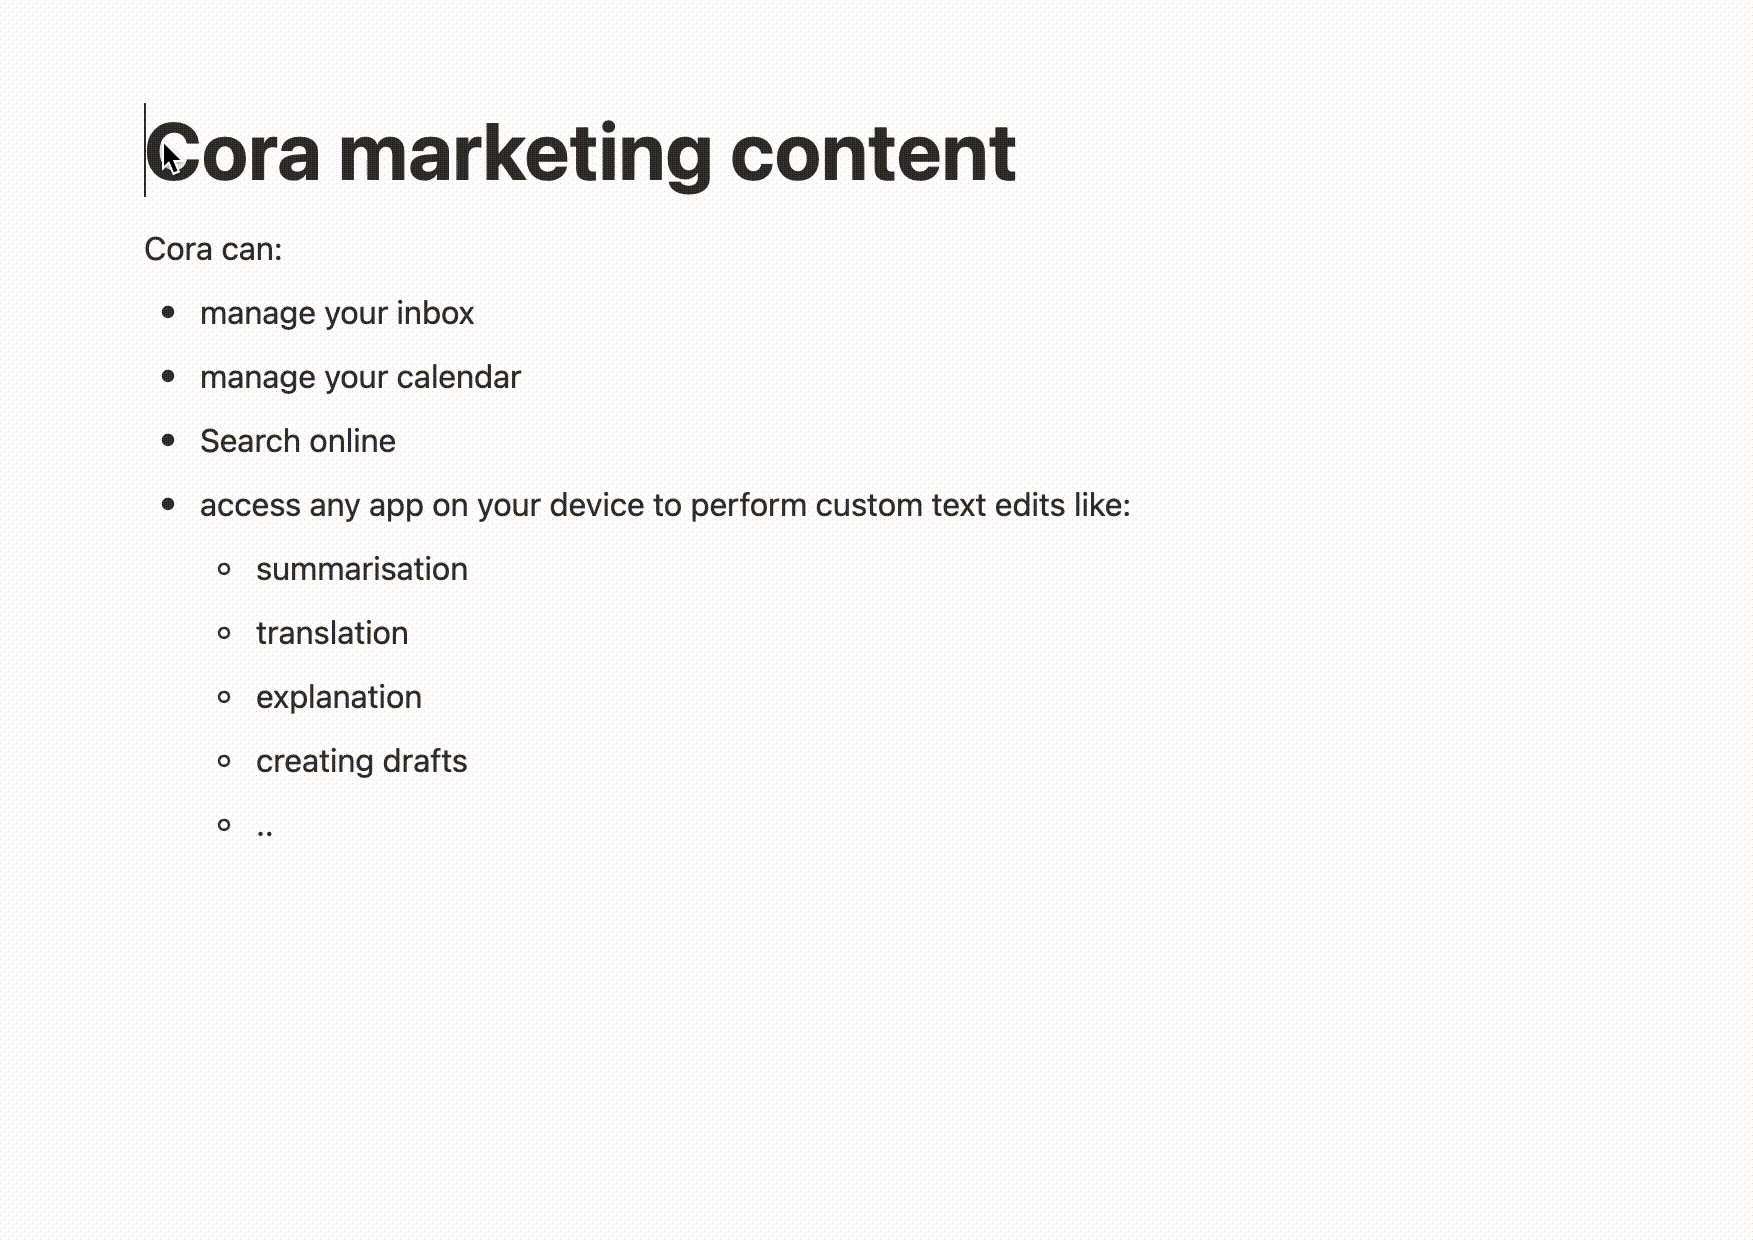 Cora marketing content
Cora can:
manage your inbox
manage your calendar
Search online
access any app on your device to perform custom text edits like:
summarisation
translation
explanation
creating drafts
..